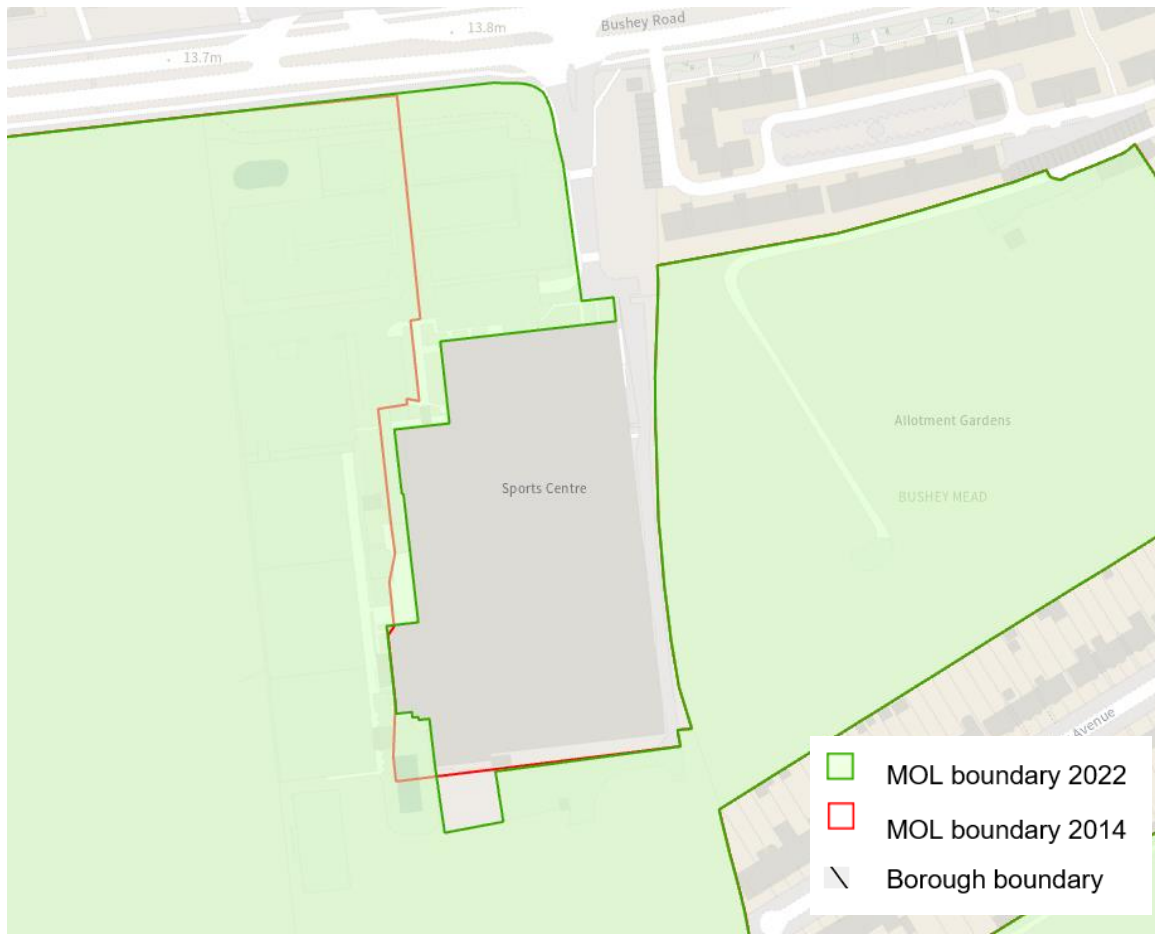 Bushey Road
13.8m
13.7m
Allotment Gardens
Sports Centre
BUSHEY MEAD
Avenue
MOL boundary 2022
MOL boundary 2014
Borough boundary